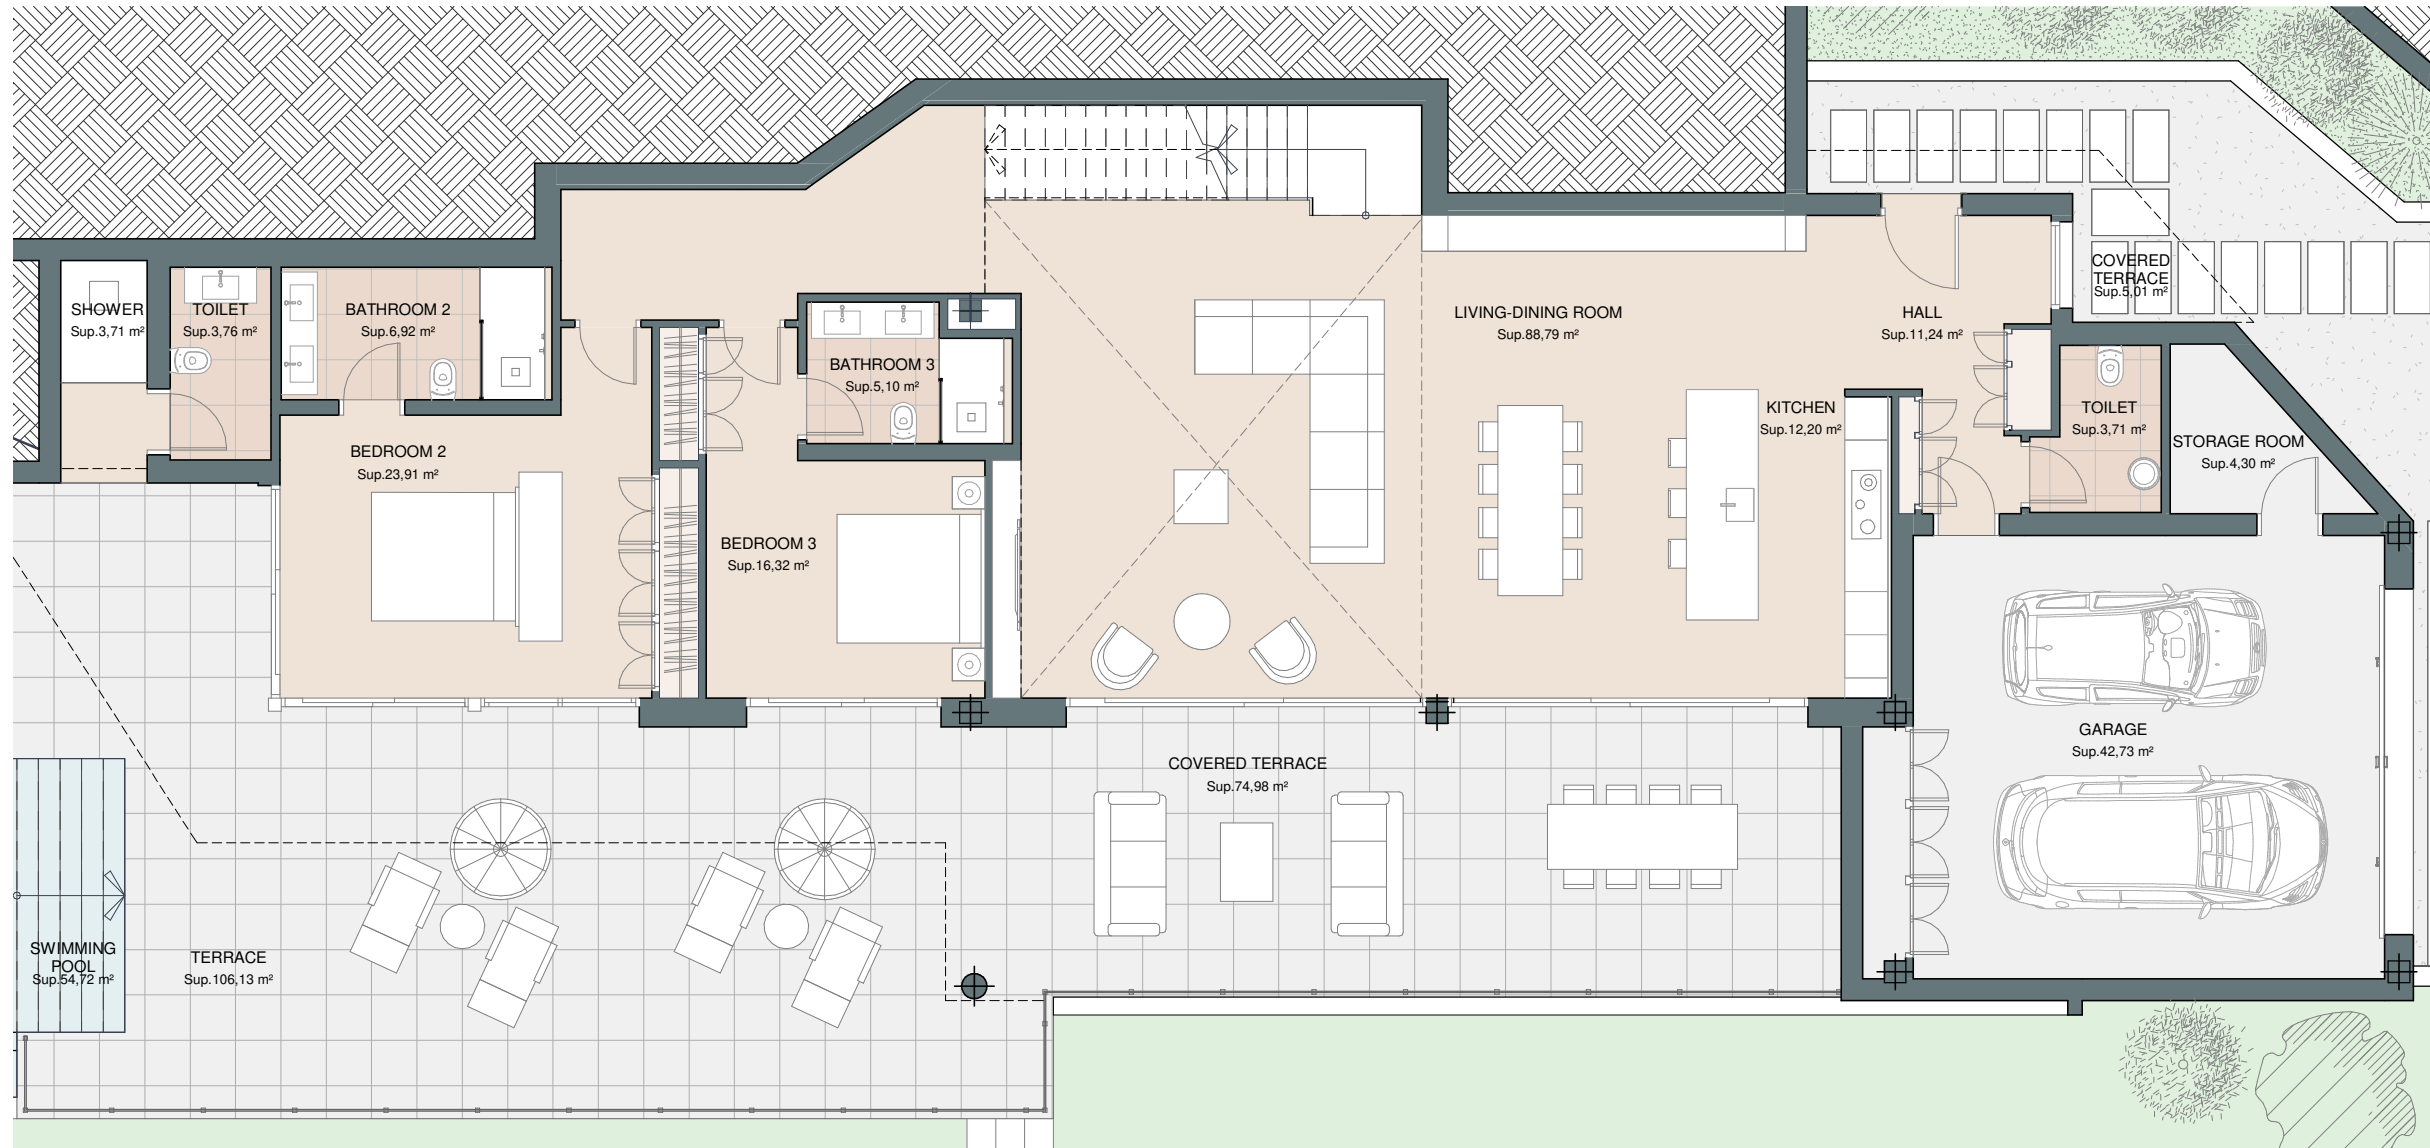 SHOWER
Sup.3,71 m²
TOILET
Sup.3,76 m²
BATHROOM 2
Sup.6,92 m²
BEDROOM 2
Sup.23,91 m²
BATHROOM 3
Sup.5,10 m²
BEDROOM 3
Sup.16,32 m²
LIVING-DINING ROOM
Sup.88,79 m²
KITCHEN
Sup.12,20 m²
HALL
Sup.11,24 m²
COVERED
TERRACE
Sup.5,01 m²
TOILET
Sup.3,71 m²
STORAGE ROOM
Sup.4,30 m²
GARAGE
Sup.42,73 m²
COVERED TERRACE
Sup.74,98 m²
SWIMMING
POOL
Sup.54,72 m²
TERRACE
Sup.106,13 m²